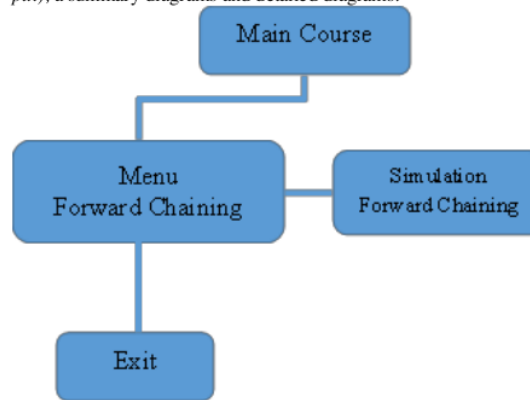 a summary diagrams and detailed diagrams.
Main Course
Menu
Forward Chaining
Simulation
Forward Chaining
Exit